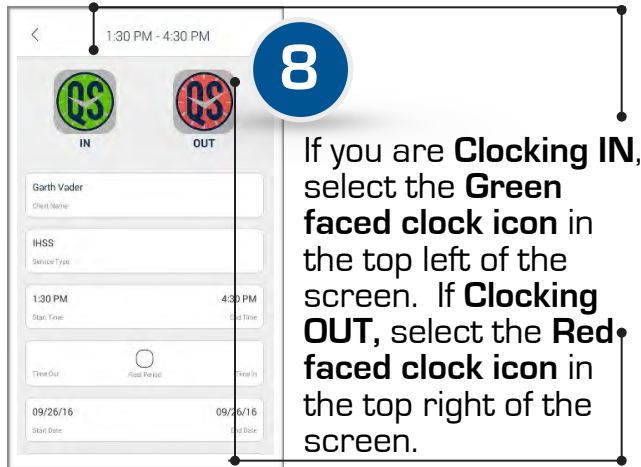 1:30 PM - 4:30 PM
QS
QS
IN
OUT
Garth Vader
Client Name
IHSS
Service Type
1:30 PM
4:30 PM
Start Time
End Time
Time Out
Rest Period
Time In
09/26/16
09/26/16
Start Date
End Date
8
If you are Clocking IN,
select the Green
faced clock icon in
the top left of the
screen. If Clocking
OUT, select the Red
faced clock icon in
the top right of the
screen.